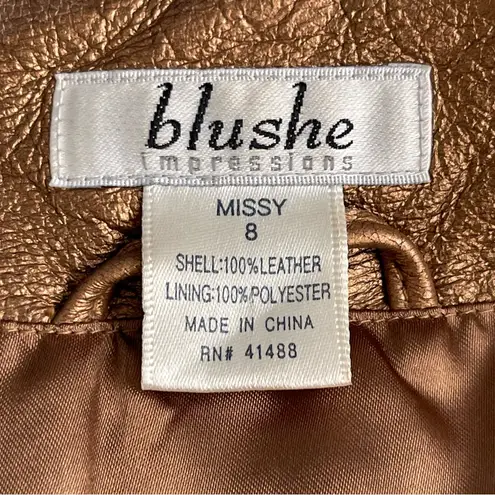 blushe
impressions
MISSY
8
SHELL:100%LEATHER
LINING:100%POLYESTER
MADE IN CHINA
RN# 41488